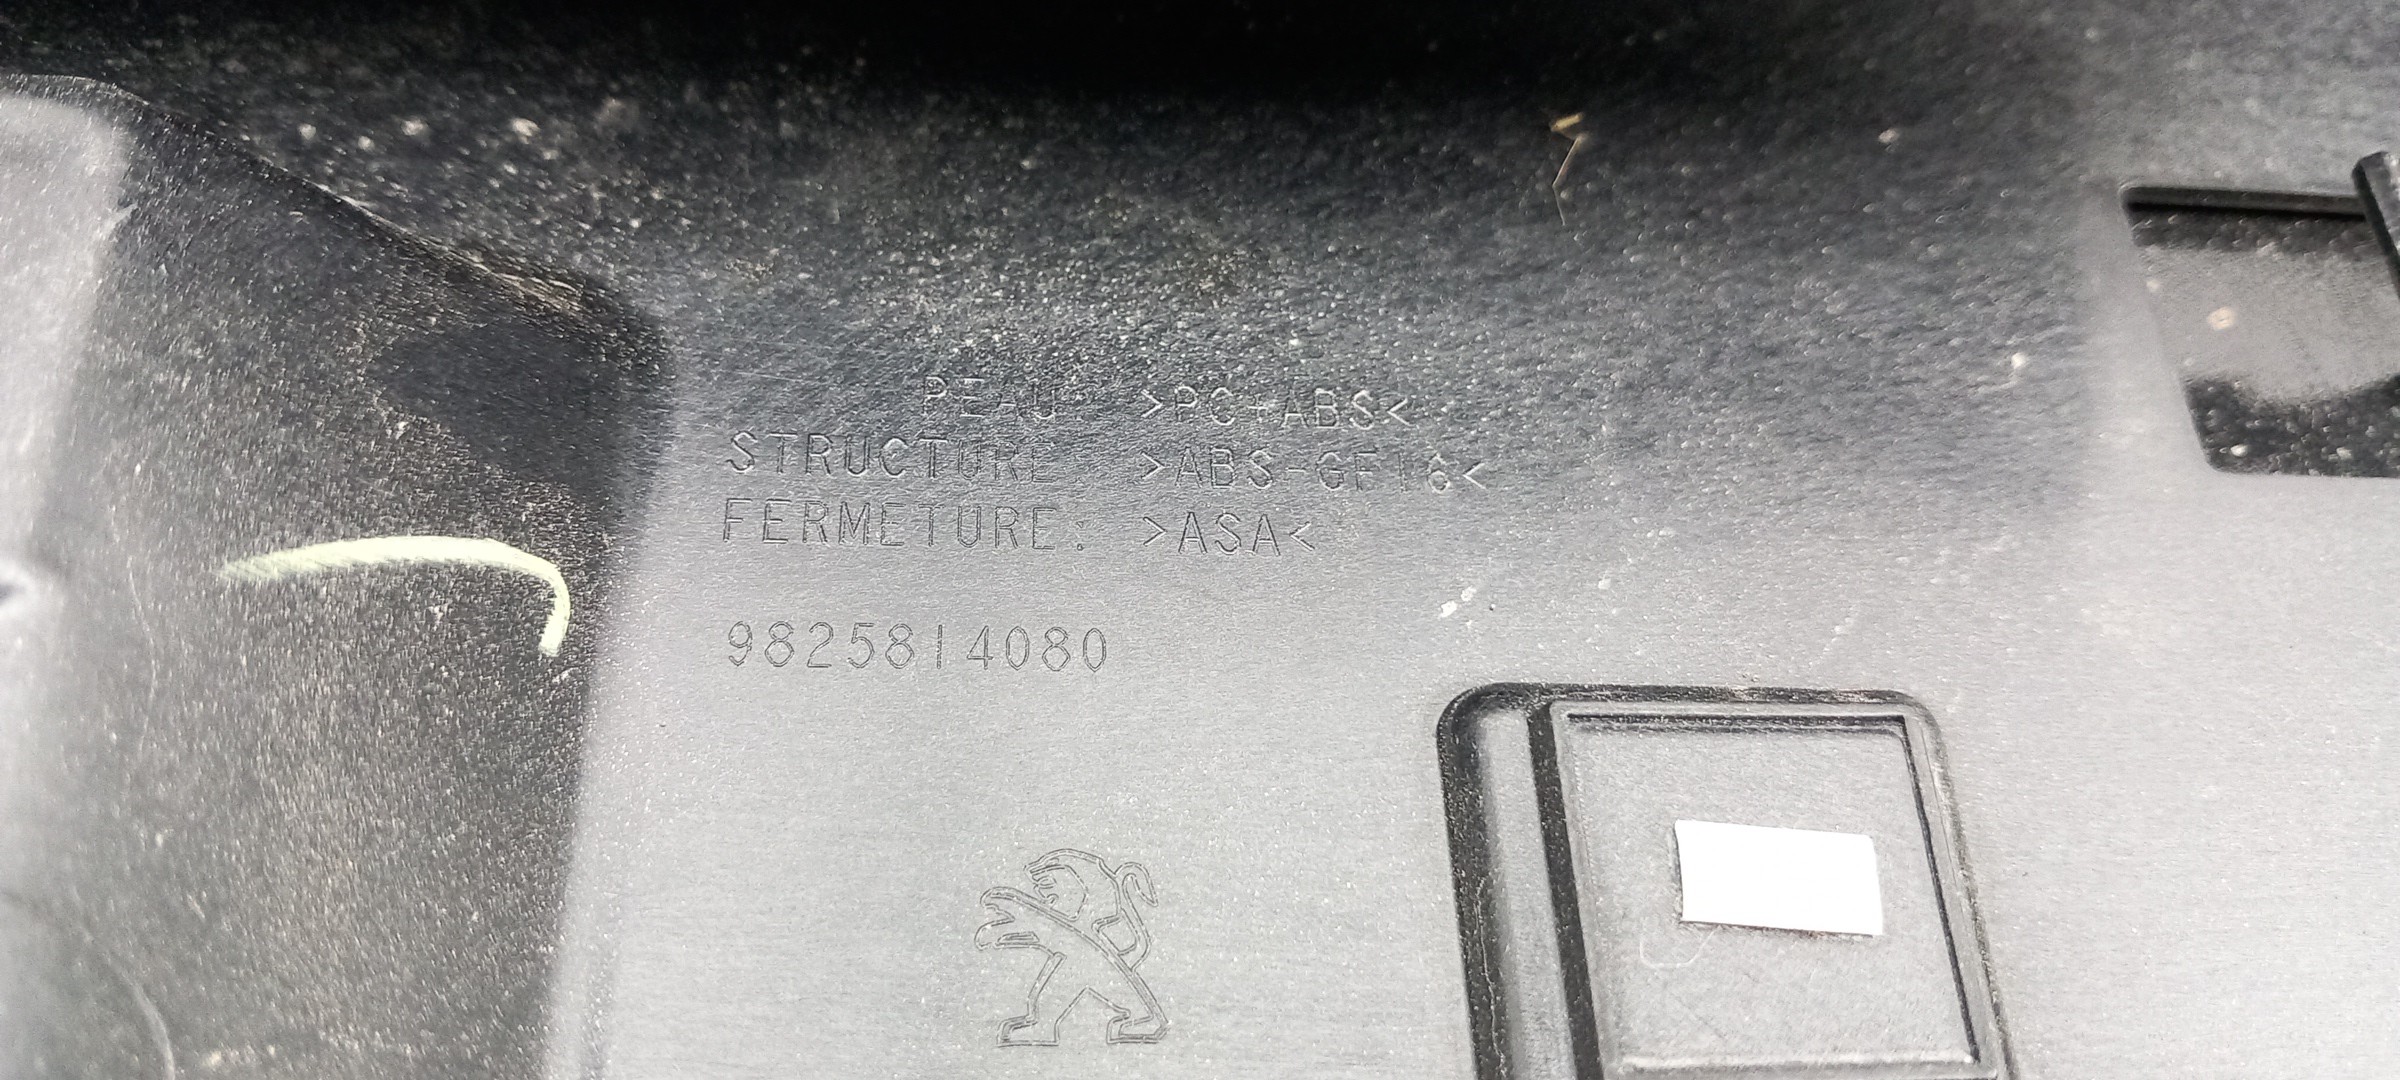 PEAU: >PC+ABS<
STRUCTURE: >ABS-GF16<
FERMETURE: >ASA<
9825814080